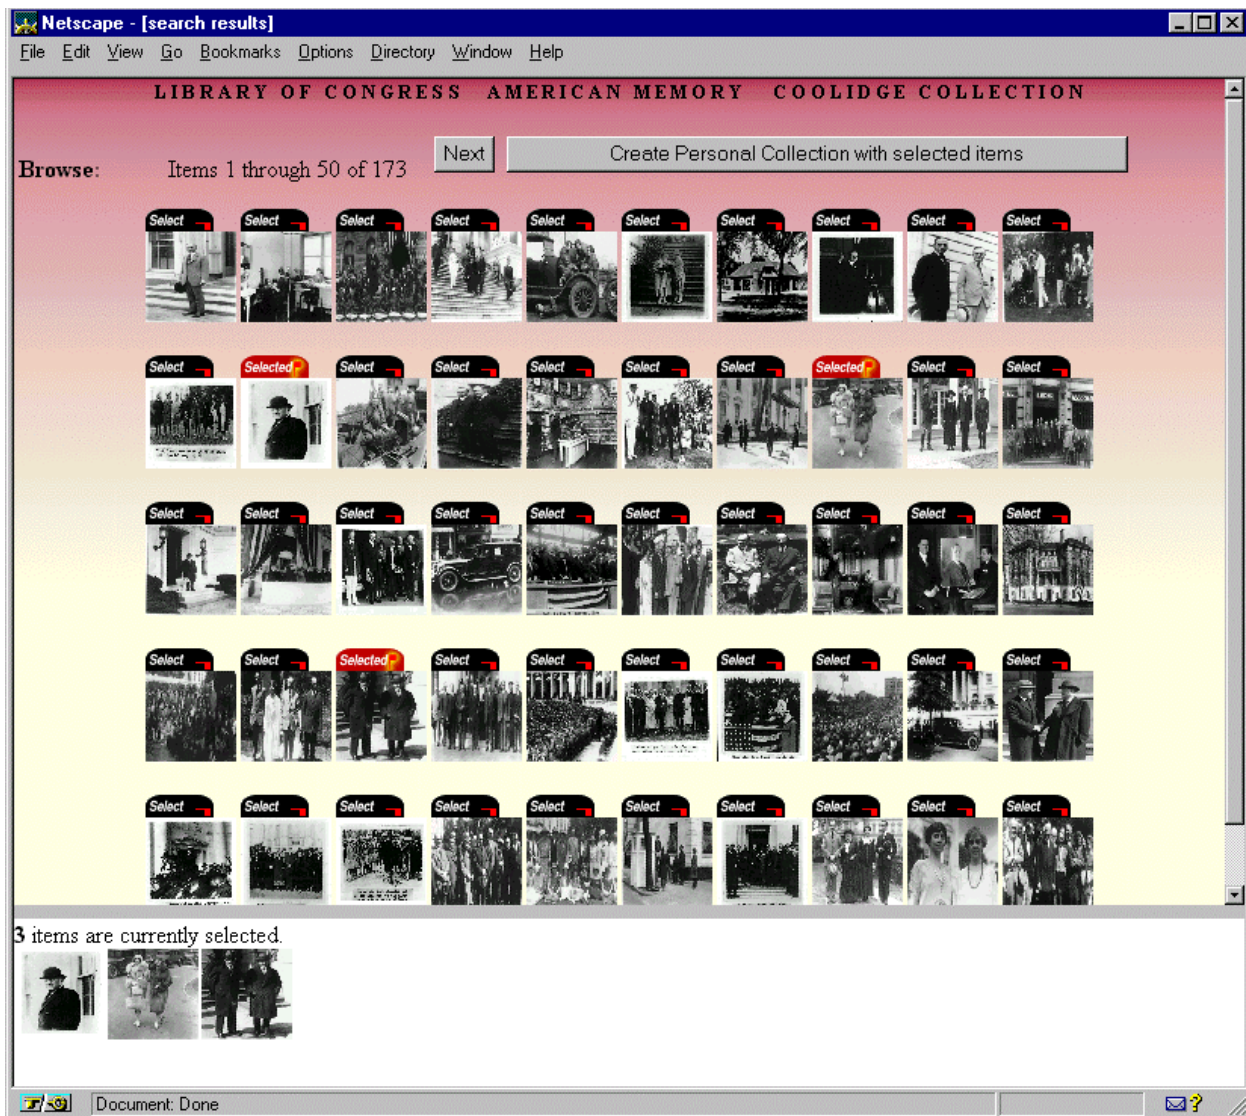 Netscape - [search results]
File Edit View Go Bookmarks Options Directory Window Help
LIBRARY OF CONGRESS AMERICAN MEMORY COOLIDGE COLLECTION
Browse: Items 1 through 50 of 173 Next Create Personal Collection with selected items
Select Select Select Select Select Select Select Select Select Select
Select Selected Select Select Select Select Select Selected Select Select
Select Select Select Select Select Select Select Select Select Select
Select Select Selected Select Select Select Select Select Select Select
Select Select Select Select Select Select Select Select Select Select
3 items are currently selected.
Document: Done